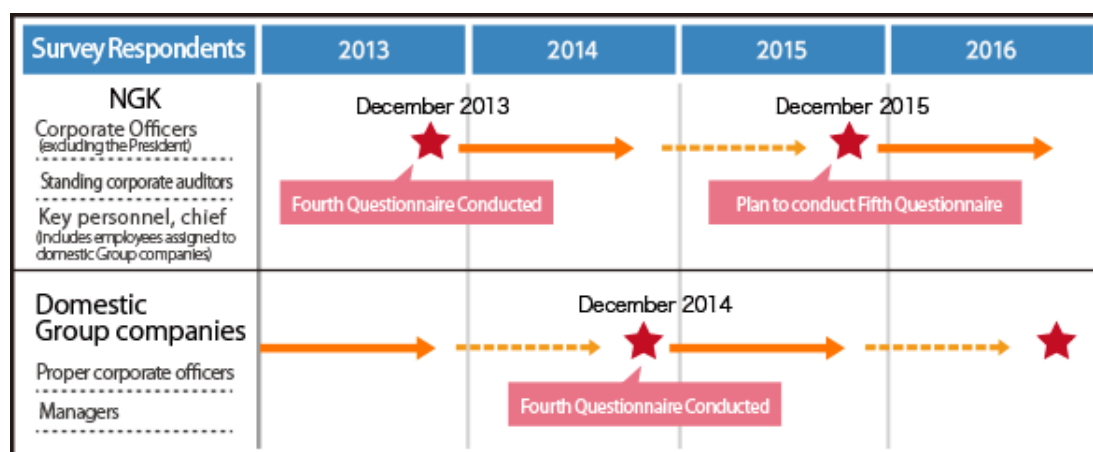 Survey Respondents 2013 2014 2015 2016
NGK
Corporate Officers
(excluding the President)
Standing corporate auditors
Key personnel, chief
(Includes employees assigned to
domestic Group companies)
December 2013
Fourth Questionnaire Conducted
December 2015
Plan to conduct Fifth Questionnaire
Domestic
Group companies
Proper corporate officers
Managers
December 2014
Fourth Questionnaire Conducted